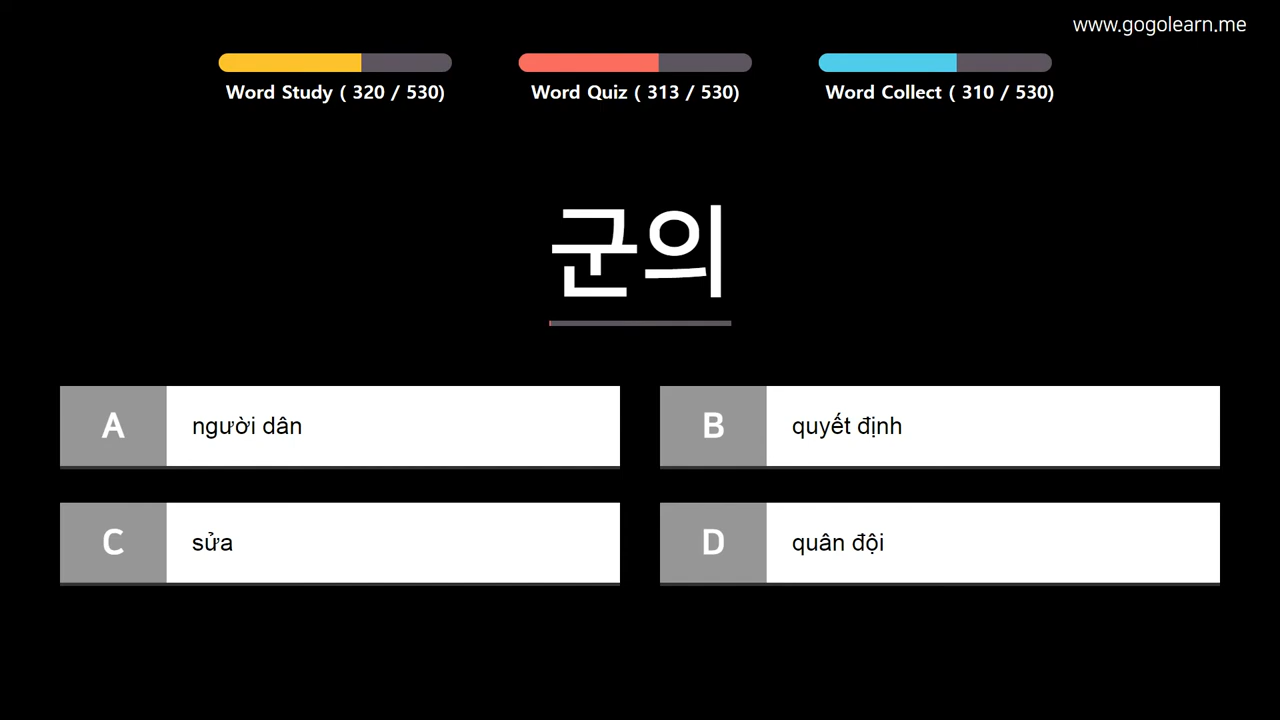 www.gogolearn.me
Word Study ( 320 / 530)
Word Quiz ( 313 / 530)
Word Collect ( 310 / 530)
군의
A
người dân
B
quyết định
C
sửa
D
quân đội